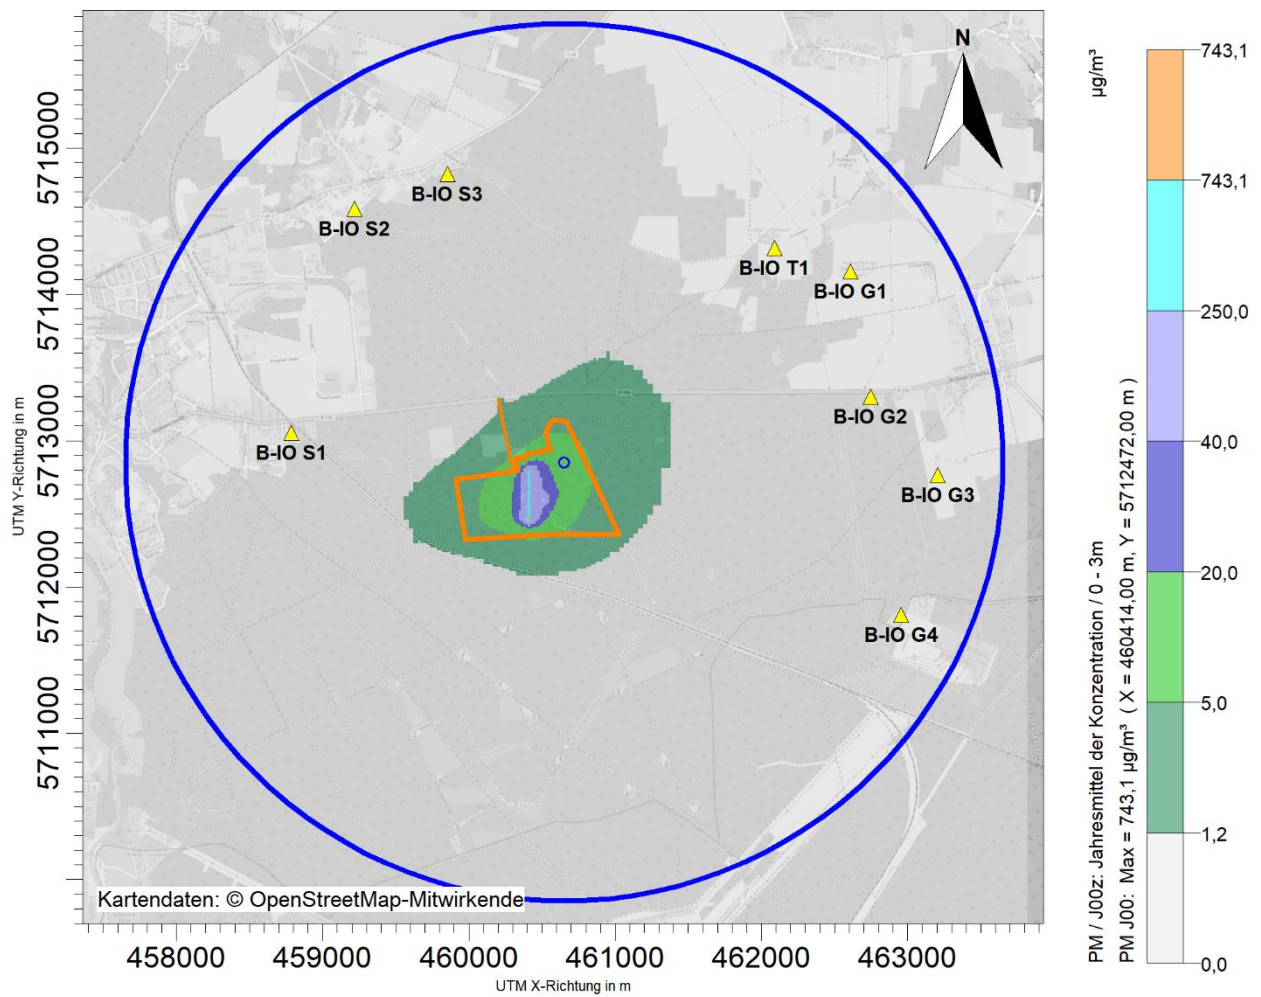 N
B-IO S3
B-IO S2
B-IO T1
B-IO G1
B-IO G2
B-IO S1
B-IO G3
B-IO G4
Kartendaten: © OpenStreetMap-Mitwirkende
5715000
5714000
5713000
5712000
5711000
UTM Y-Richtung in m
458000
459000
460000
461000
462000
463000
UTM X-Richtung in m
µg/m³
PM / J00z: Jahresmittel der Konzentration / 0 - 3m
PM J00: Max = 743,1 µg/m³ ( X = 460414,00 m, Y = 5712472,00 m )
743,1
743,1
250,0
40,0
20,0
5,0
1,2
0,0